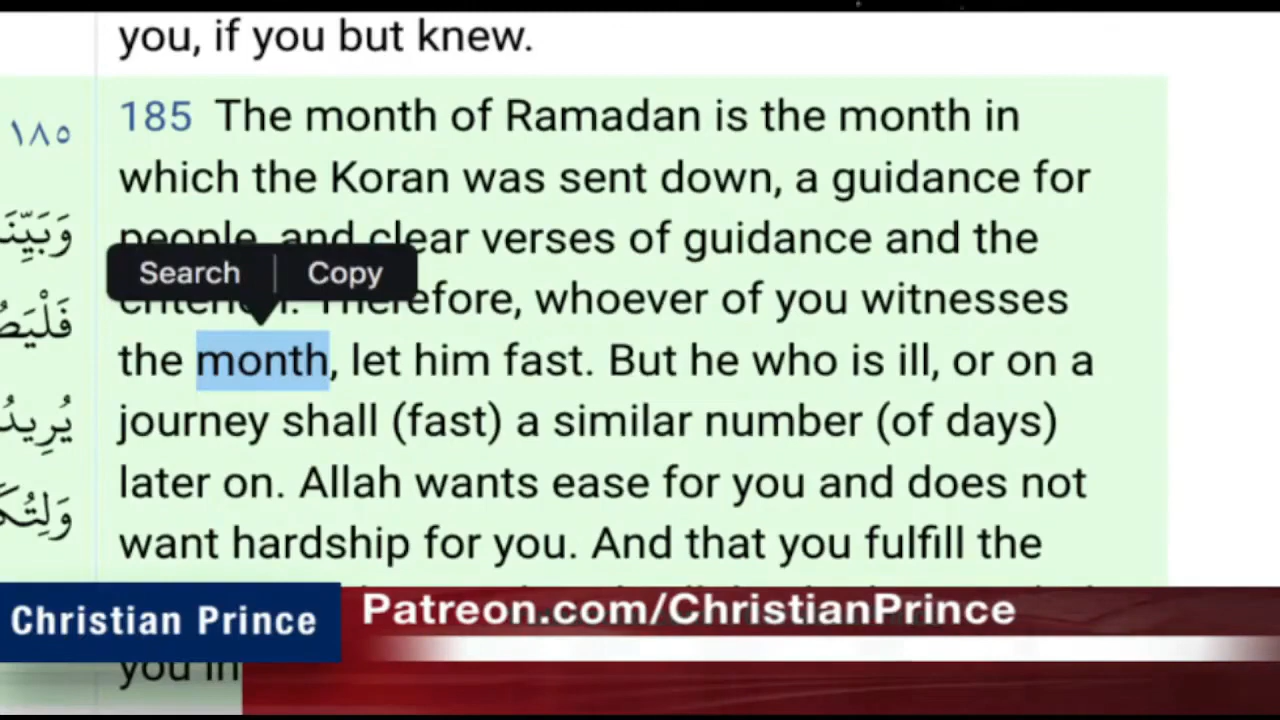 you, if you but knew.
185 The month of Ramadan is the month in
١٨٥
which the Koran was sent down, a guidance for
people, and clear verses of guidance and the
وَبَيِّنَ
Search Copy
Therefore, whoever of you witnesses
the month, let him fast. But he who is ill, or on a
journey shall (fast) a similar number (of days)
يُرِيدُ
later on. Allah wants ease for you and does not
want hardship for you. And that you fulfill the
Christian Prince
Patreon.com/ChristianPrince
you in